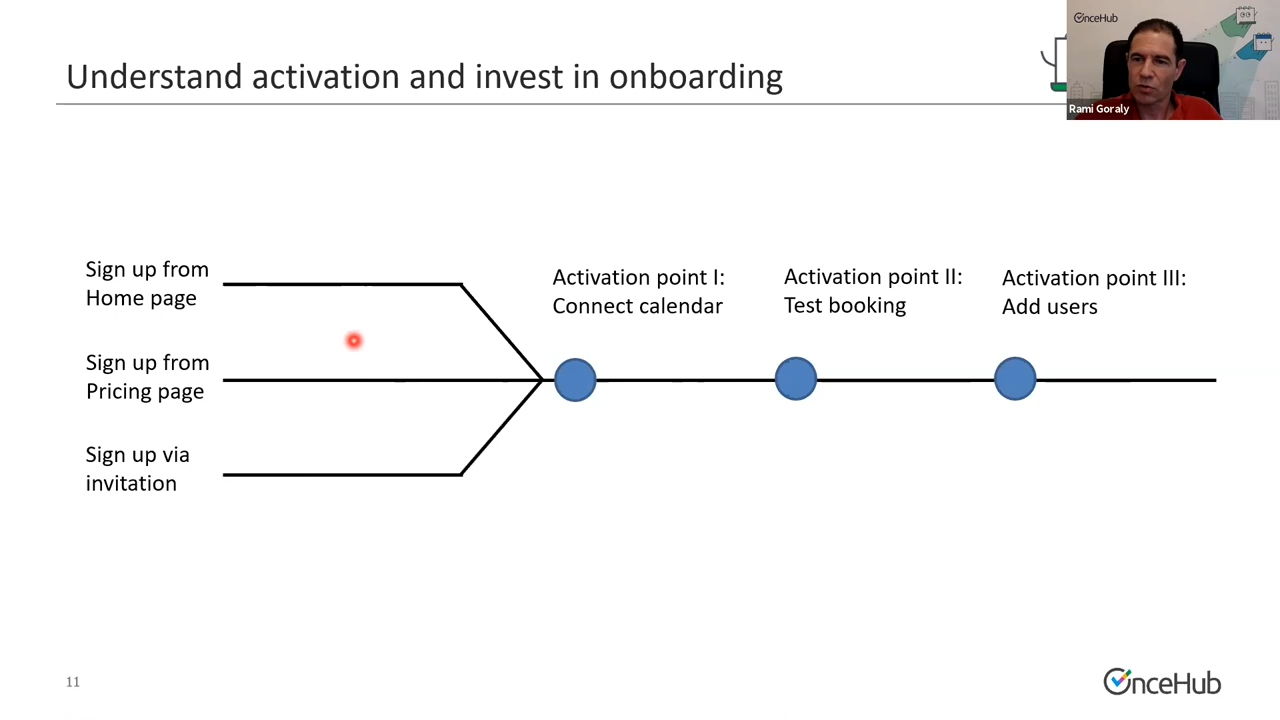 Understand activation and invest in onboarding
OnceHub
Rami Goraly
Sign up from
Home page
Activation point I:
Connect calendar
Activation point II:
Test booking
Activation point III:
Add users
Sign up from
Pricing page
Sign up via
invitation
11
OnceHub